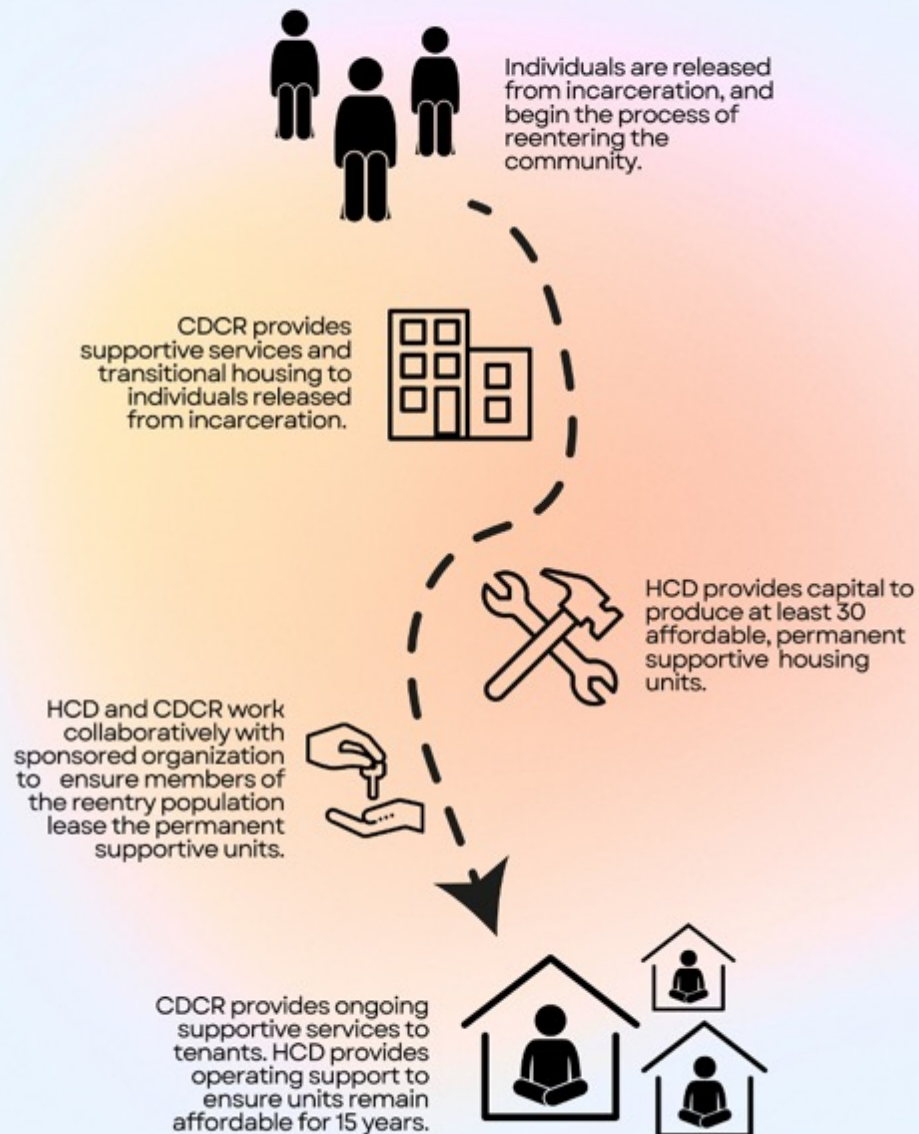 Individuals are released
from incarceration, and
begin the process of
reentering the
community.
CDCR provides
supportive services and
transitional housing to
individuals released
from incarceration.
HCD provides capital to
produce at least 30
affordable, permanent
supportive housing
units.
HCD and CDCR work
collaboratively with
sponsored organization
to ensure members of
the reentry population
lease the permanent
supportive units.
CDCR provides ongoing
supportive services to
tenants. HCD provides
operating support to
ensure units remain
affordable for 15 years.